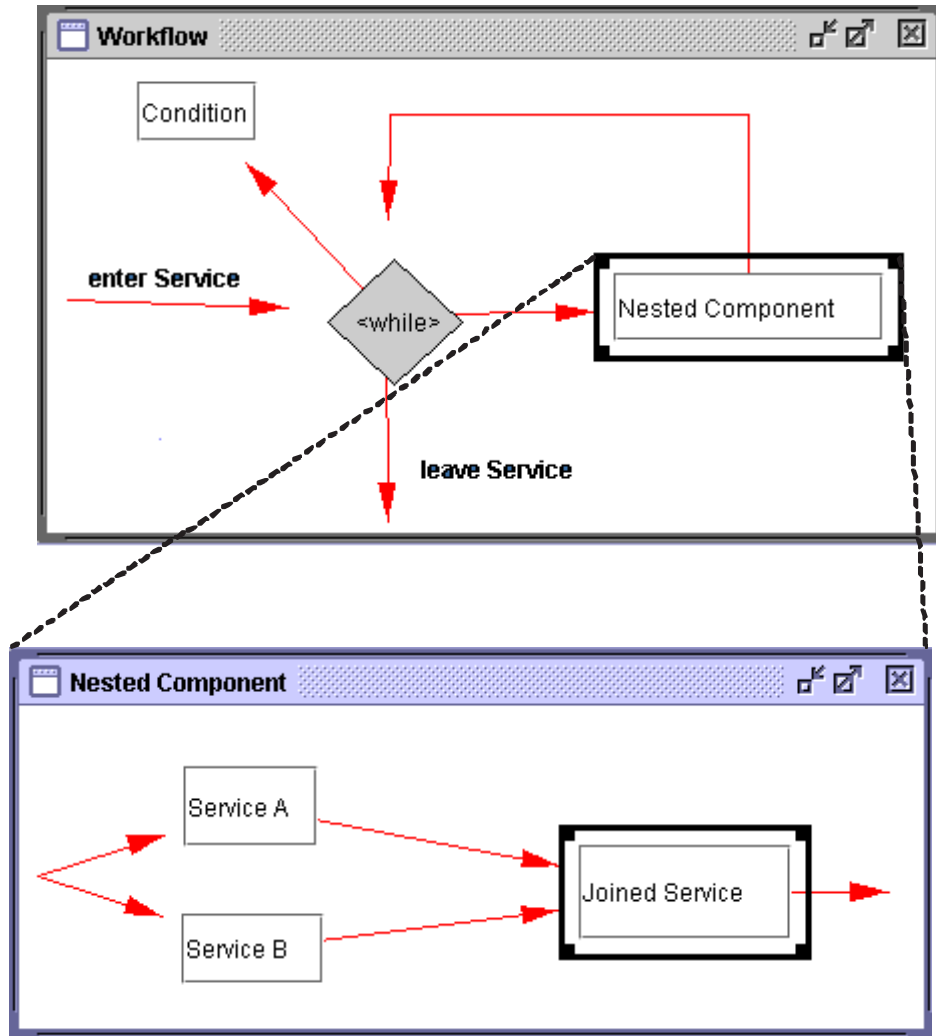 Workflow
Condition
enter Service
<while>
Nested Component
leave Service
Nested Component
Service A
Joined Service
Service B